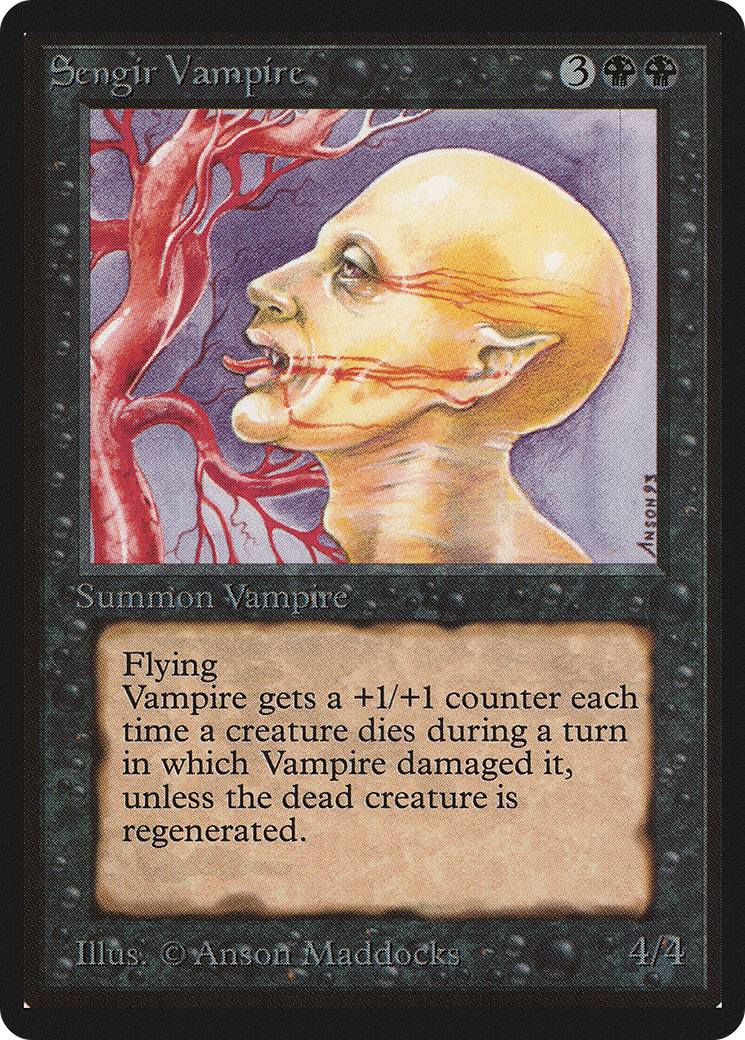 Sengir Vampire 3
ANSON 93
Summon Vampire
Flying
Vampire gets a +1/+1 counter each
time a creature dies during a turn
in which Vampire damaged it,
unless the dead creature is
regenerated.
Illus. © Anson Maddocks 4/4